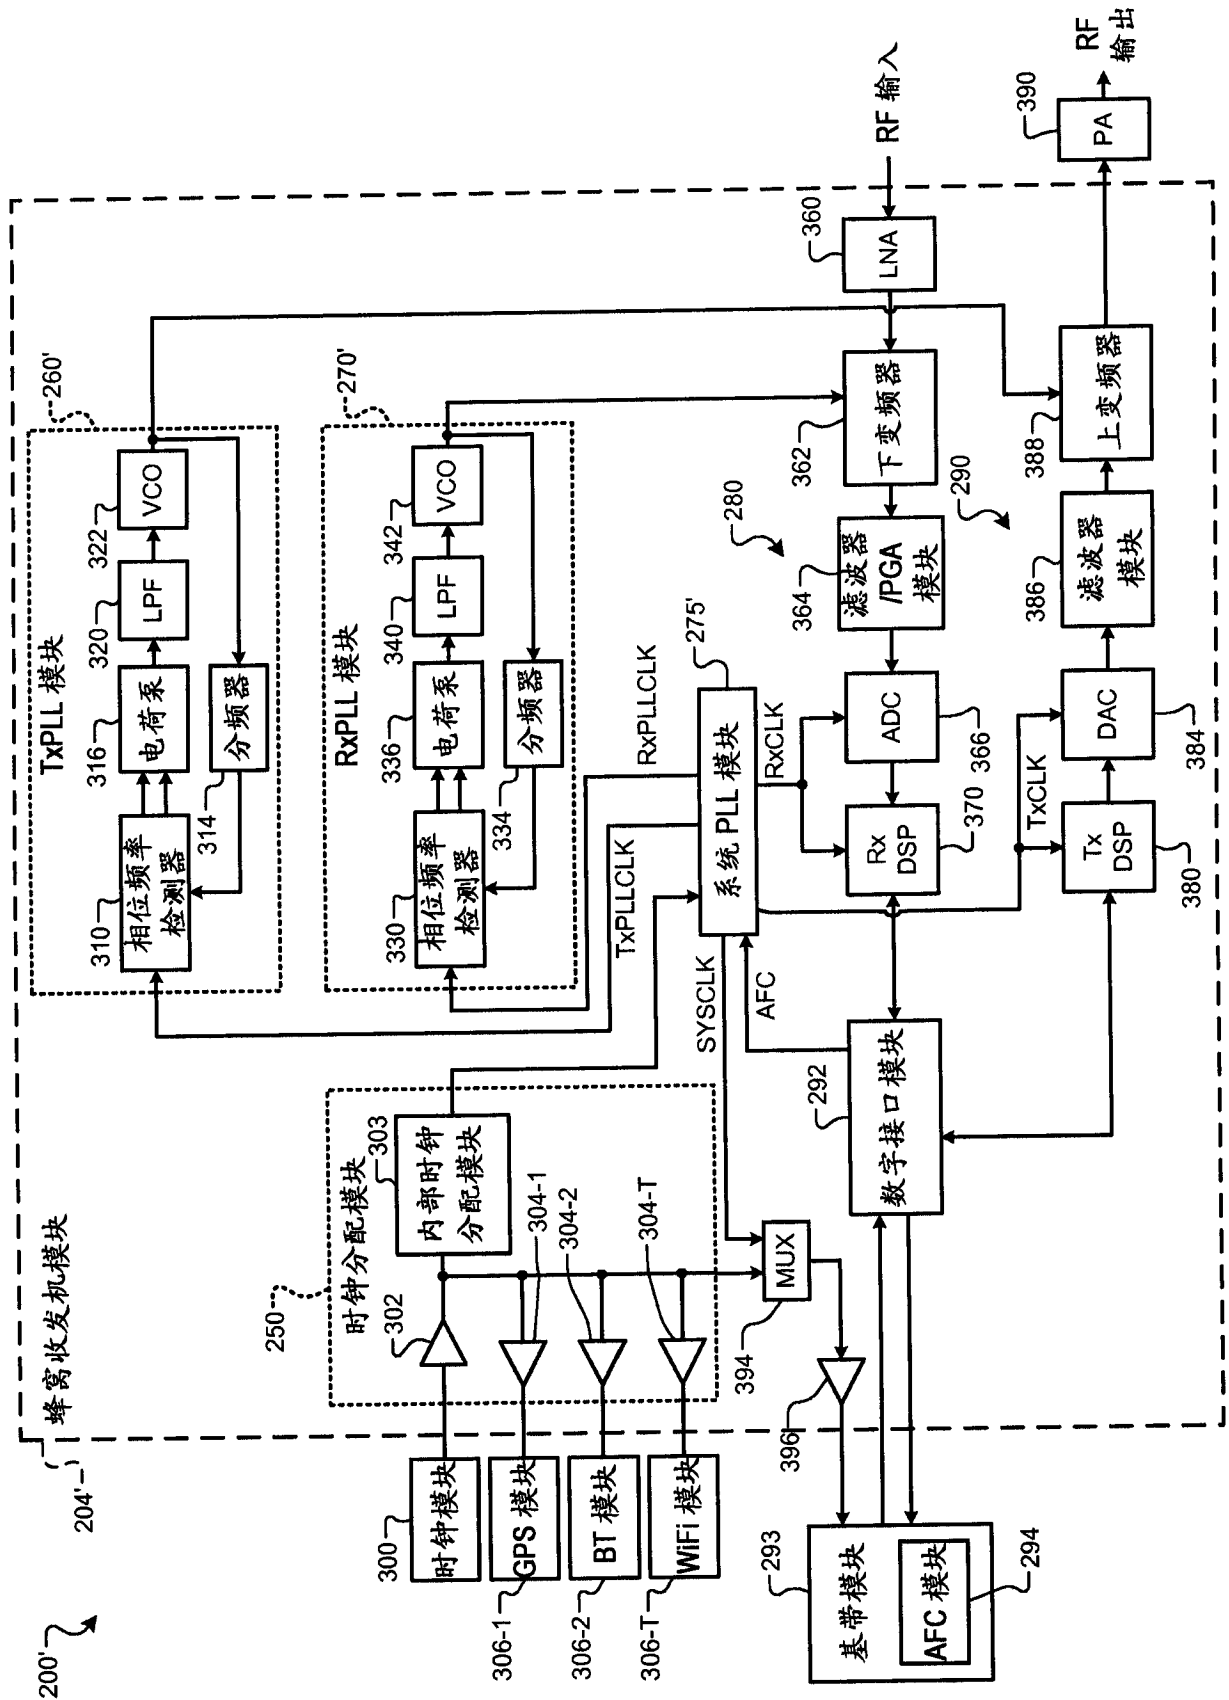 200'
204'
蜂窝收发机模块
250
时钟分配模块
300
时钟模块
302
303
内部时钟
分配模块
306-1
GPS 模块
304-1
306-2
BT 模块
304-2
306-T
WiFi 模块
304-T
TxPLL 模块
260'
310
相位频率
检测器
316
电荷泵
320
LPF
322
VCO
314
分频器
RxPLL 模块
270'
330
相位频率
检测器
336
电荷泵
340
LPF
342
VCO
334
分频器
TxPLLCLK
RxPLLCLK
SYSCLK
AFC
系统 PLL 模块
275'
RxCLK
TxCLK
394
MUX
396
293
基带模块
AFC 模块
294
292
数字接口模块
280
Rx
DSP
370
ADC
366
364
滤波器
/PGA
模块
362
下变频器
LNA
360
RF 输入
290
Tx
DSP
380
DAC
384
386
滤波器
模块
388
上变频器
PA
390
RF
输出